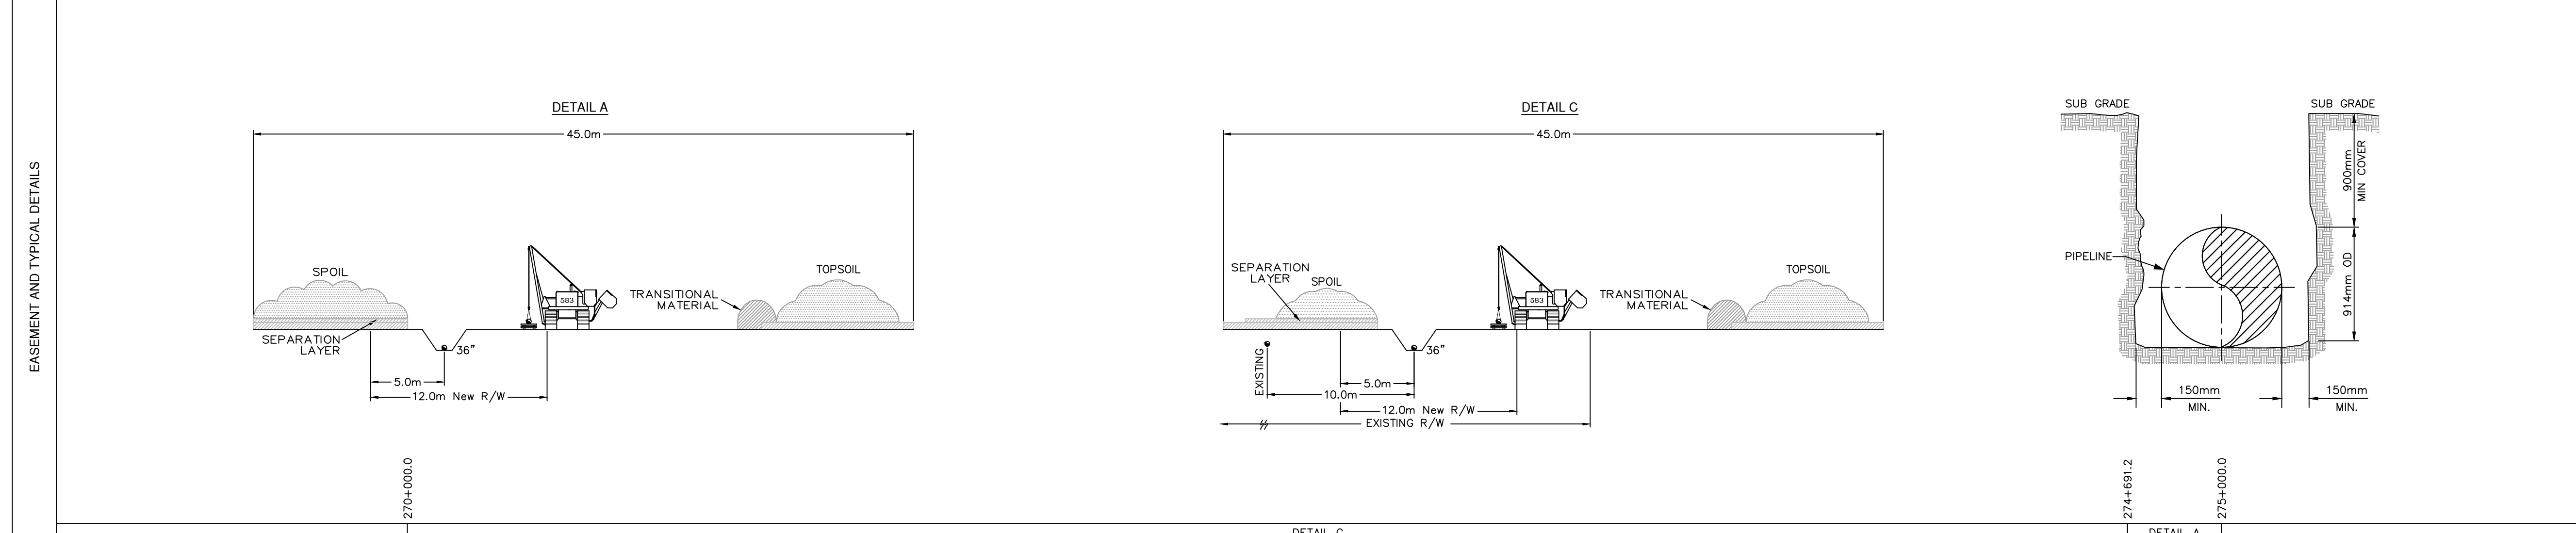 EASEMENT AND TYPICAL DETAILS
DETAIL A
45.0m
SPOIL
SEPARATION
LAYER
36"
583
TRANSITIONAL
MATERIAL
TOPSOIL
5.0m
12.0m New R/W
DETAIL C
45.0m
SEPARATION
LAYER
SPOIL
36"
583
TRANSITIONAL
MATERIAL
TOPSOIL
EXISTING
5.0m
10.0m
12.0m New R/W
EXISTING R/W
SUB GRADE
SUB GRADE
900mm
MIN COVER
PIPELINE
914mm OD
150mm
MIN.
150mm
MIN.
270+000.0
274+691.2
275+000.0
DETAIL C
DETAIL A